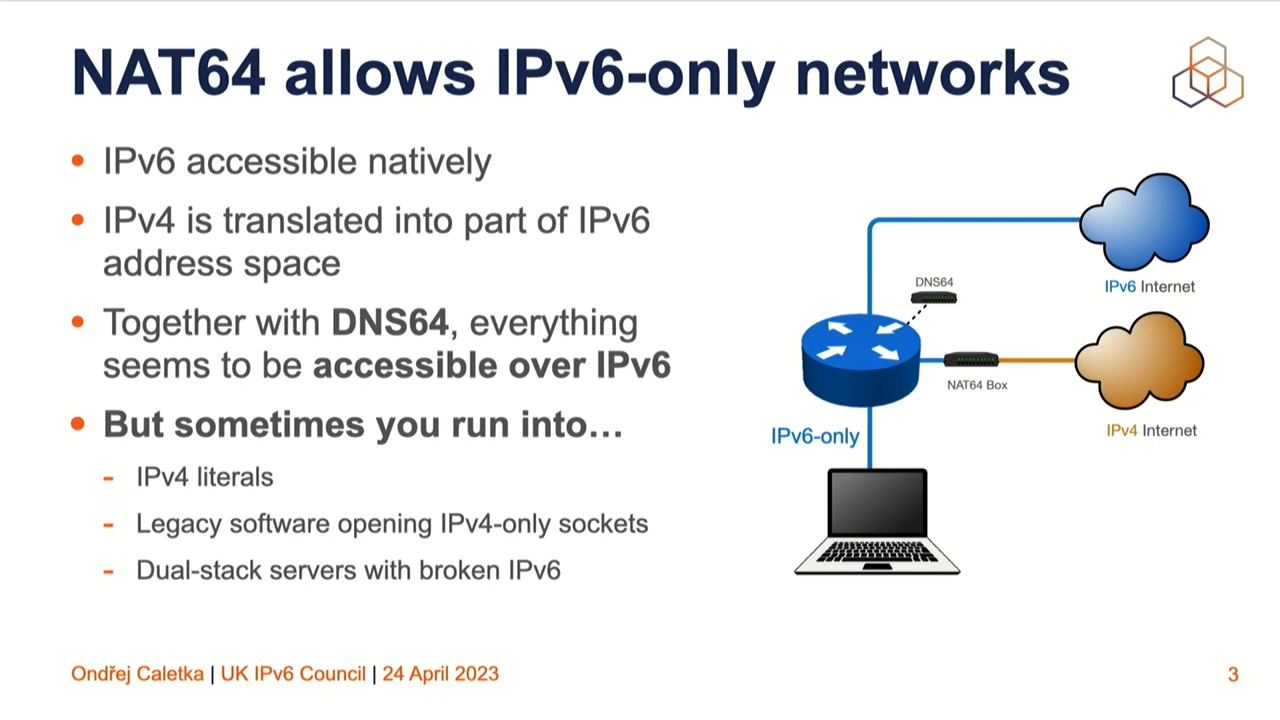 NAT64 allows IPv6-only networks
• IPv6 accessible natively
• IPv4 is translated into part of IPv6
address space
• Together with DNS64, everything
seems to be accessible over IPv6
• But sometimes you run into…
- IPv4 literals
- Legacy software opening IPv4-only sockets
- Dual-stack servers with broken IPv6
DNS64
IPv6 Internet
NAT64 Box
IPv4 Internet
IPv6-only
Ondřej Caletka | UK IPv6 Council | 24 April 2023
3